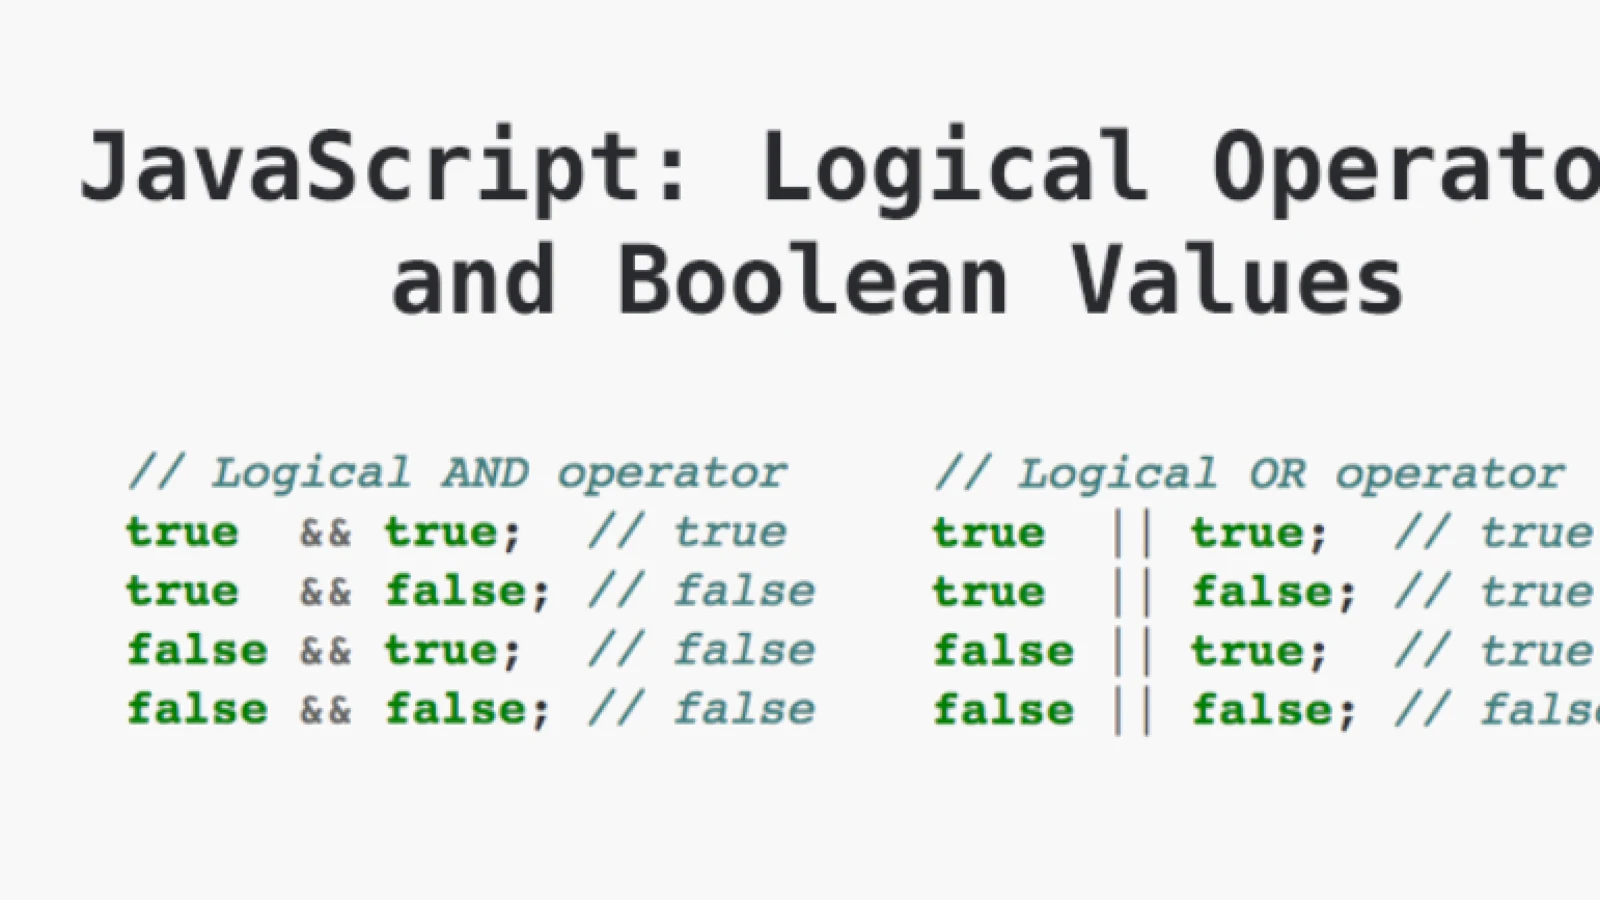 JavaScript: Logical Operato
and Boolean Values
// Logical AND operator
true  && true;  // true
true  && false; // false
false && true;  // false
false && false; // false
// Logical OR operator
true  || true;  // true
true  || false; // true
false || true;  // true
false || false; // false